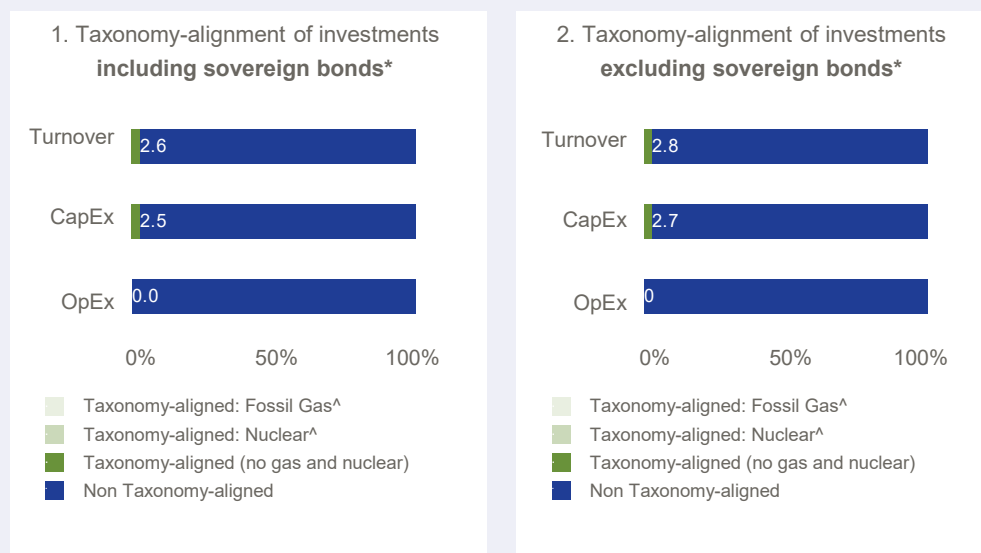 1. Taxonomy-alignment of investments
including sovereign bonds*
Turnover
2.6
CapEx
2.5
OpEx
0.0
0% 50% 100%
Taxonomy-aligned: Fossil Gas^
Taxonomy-aligned: Nuclear^
Taxonomy-aligned (no gas and nuclear)
Non Taxonomy-aligned
2. Taxonomy-alignment of investments
excluding sovereign bonds*
Turnover
2.8
CapEx
2.7
OpEx
0
0% 50% 100%
Taxonomy-aligned: Fossil Gas^
Taxonomy-aligned: Nuclear^
Taxonomy-aligned (no gas and nuclear)
Non Taxonomy-aligned